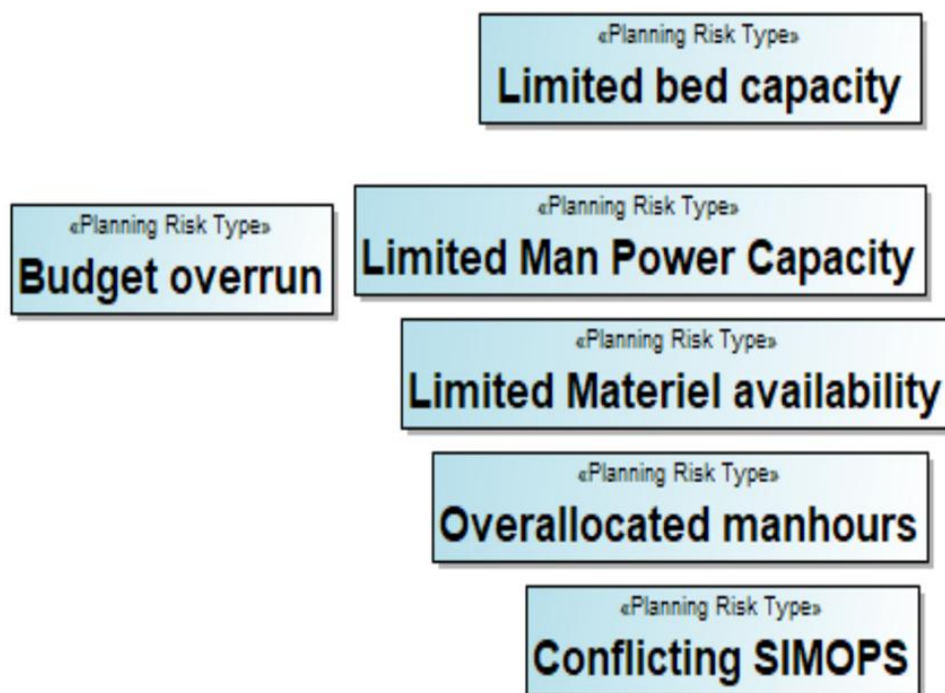 «Planning Risk Type»
Limited bed capacity
«Planning Risk Type»
Budget overrun
«Planning Risk Type»
Limited Man Power Capacity
«Planning Risk Type»
Limited Materiel availability
«Planning Risk Type»
Overallocated manhours
«Planning Risk Type»
Conflicting SIMOPS